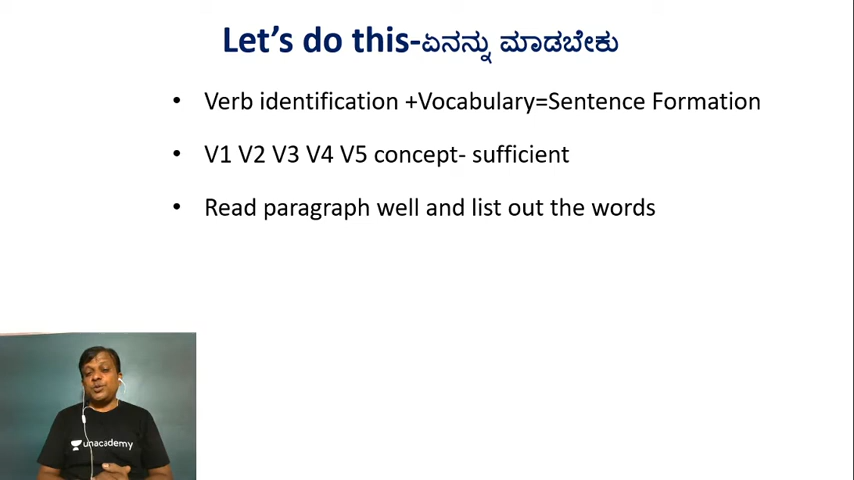 Let's do this-ಏನನ್ನು ಮಾಡಬೇಕು
• Verb identification +Vocabulary=Sentence Formation
• V1 V2 V3 V4 V5 concept- sufficient
• Read paragraph well and list out the words
unacademy